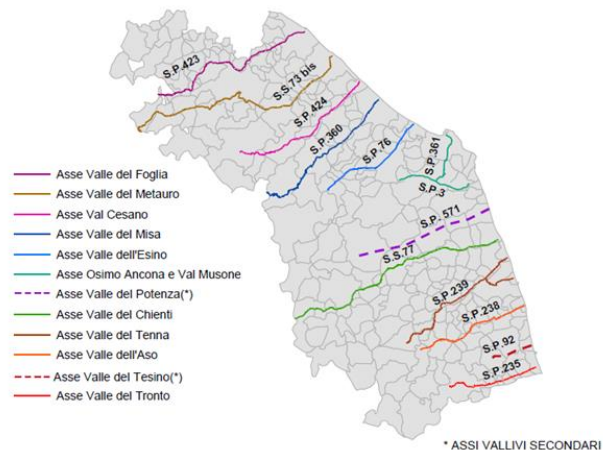 S.P.423
S.S.73 bis
S.P.424
S.P.360
S.P.76
S.P.361
S.P.3
S.P. 571
S.S.77
S.P.239
S.P.238
S.P.92
S.P.235
Asse Valle del Foglia
Asse Valle del Metauro
Asse Val Cesano
Asse Valle del Misa
Asse Valle dell'Esino
Asse Osimo Ancona e Val Musone
Asse Valle del Potenza(*)
Asse Valle del Chienti
Asse Valle del Tenna
Asse Valle dell'Aso
Asse Valle del Tesino(*)
Asse Valle del Tronto
* ASSI VALLIVI SECONDARI